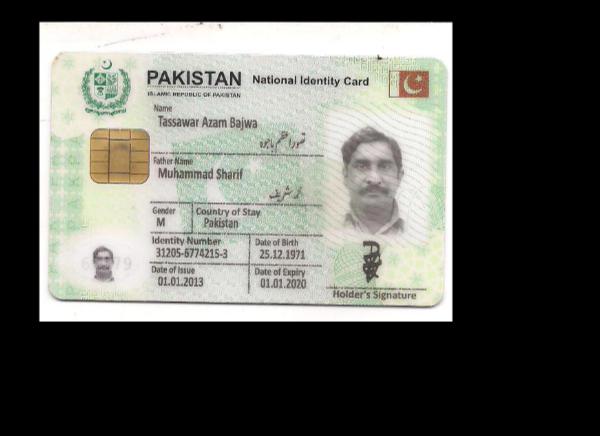 PAKISTAN National Identity Card
ISLAMIC REPUBLIC OF PAKISTAN
Name
Tassawar Azam Bajwa
تصور اعظم باجوہ
Father Name
Muhammad Sharif
محمد شریف
Gender Country of Stay
M Pakistan
Identity Number Date of Birth
31205-6774215-3 25.12.1971
Date of Issue Date of Expiry
01.01.2013 01.01.2020
Holder's Signature